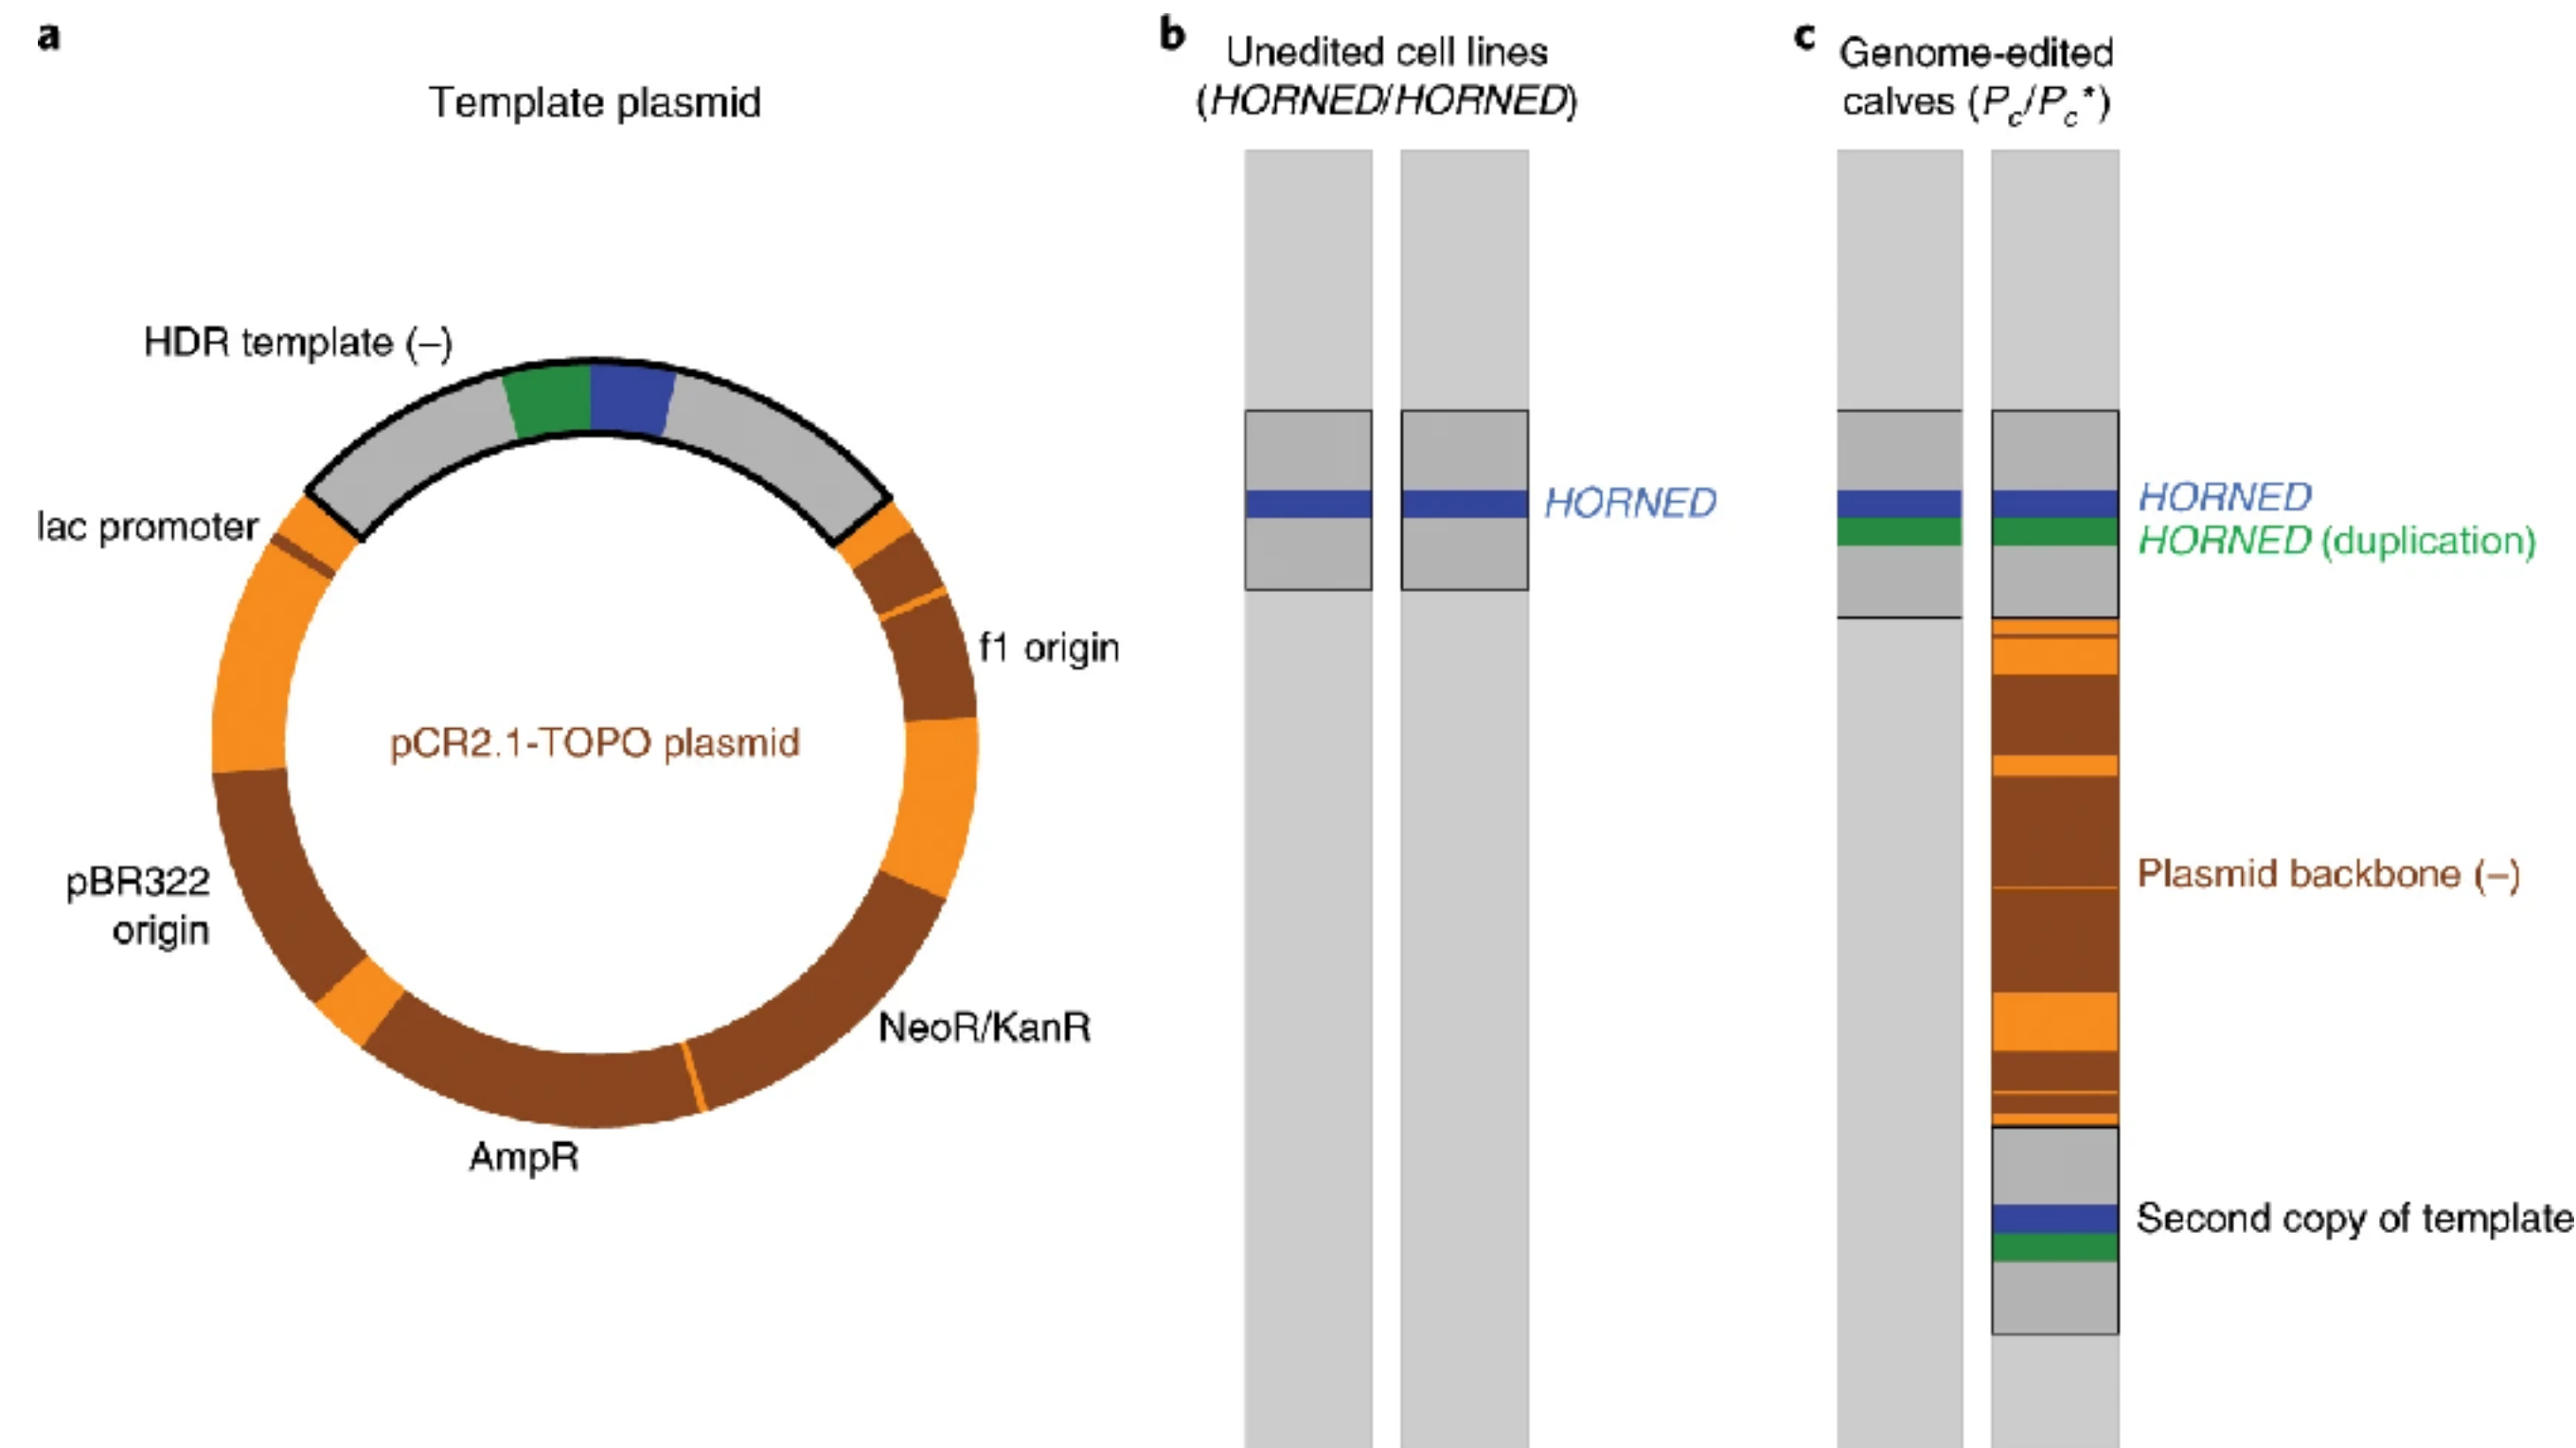 a
Template plasmid
HDR template (–)
lac promoter
f1 origin
pCR2.1-TOPO plasmid
pBR322
origin
NeoR/KanR
AmpR
b
Unedited cell lines
(HORNED/HORNED)
HORNED
c
Genome-edited
calves (Pc/Pc*)
HORNED
HORNED (duplication)
Plasmid backbone (–)
Second copy of template